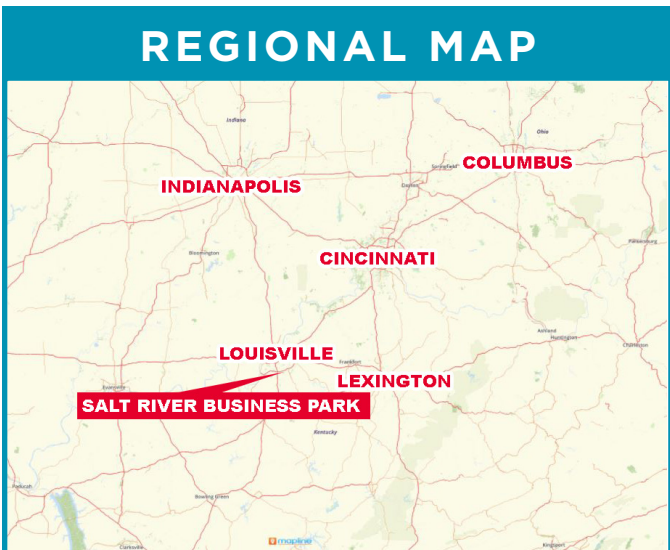 REGIONAL MAP
Indiana
Ohio
Springfield
COLUMBUS
Dayton
INDIANAPOLIS
Parkersburg
Bloomington
CINCINNATI
Ashland
Huntington
Charleston
LOUISVILLE
Frankfort
LEXINGTON
Evansville
SALT RIVER BUSINESS PARK
Kentucky
Paducah
Bowling Green
mapline
Clarksville
Kingsport